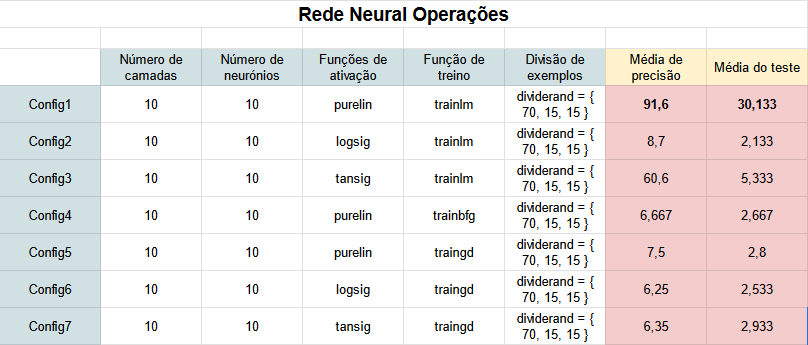 Rede Neural Operações
Número de camadas Número de neurónios Funções de ativação Função de treino Divisão de exemplos Média de precisão Média do teste
Config1 10 10 purelin trainlm dividerand = { 70, 15, 15 } 91,6 30,133
Config2 10 10 logsig trainlm dividerand = { 70, 15, 15 } 8,7 2,133
Config3 10 10 tansig trainlm dividerand = { 70, 15, 15 } 60,6 5,333
Config4 10 10 purelin trainbfg dividerand = { 70, 15, 15 } 6,667 2,667
Config5 10 10 purelin traingd dividerand = { 70, 15, 15 } 7,5 2,8
Config6 10 10 logsig traingd dividerand = { 70, 15, 15 } 6,25 2,533
Config7 10 10 tansig traingd dividerand = { 70, 15, 15 } 6,35 2,933